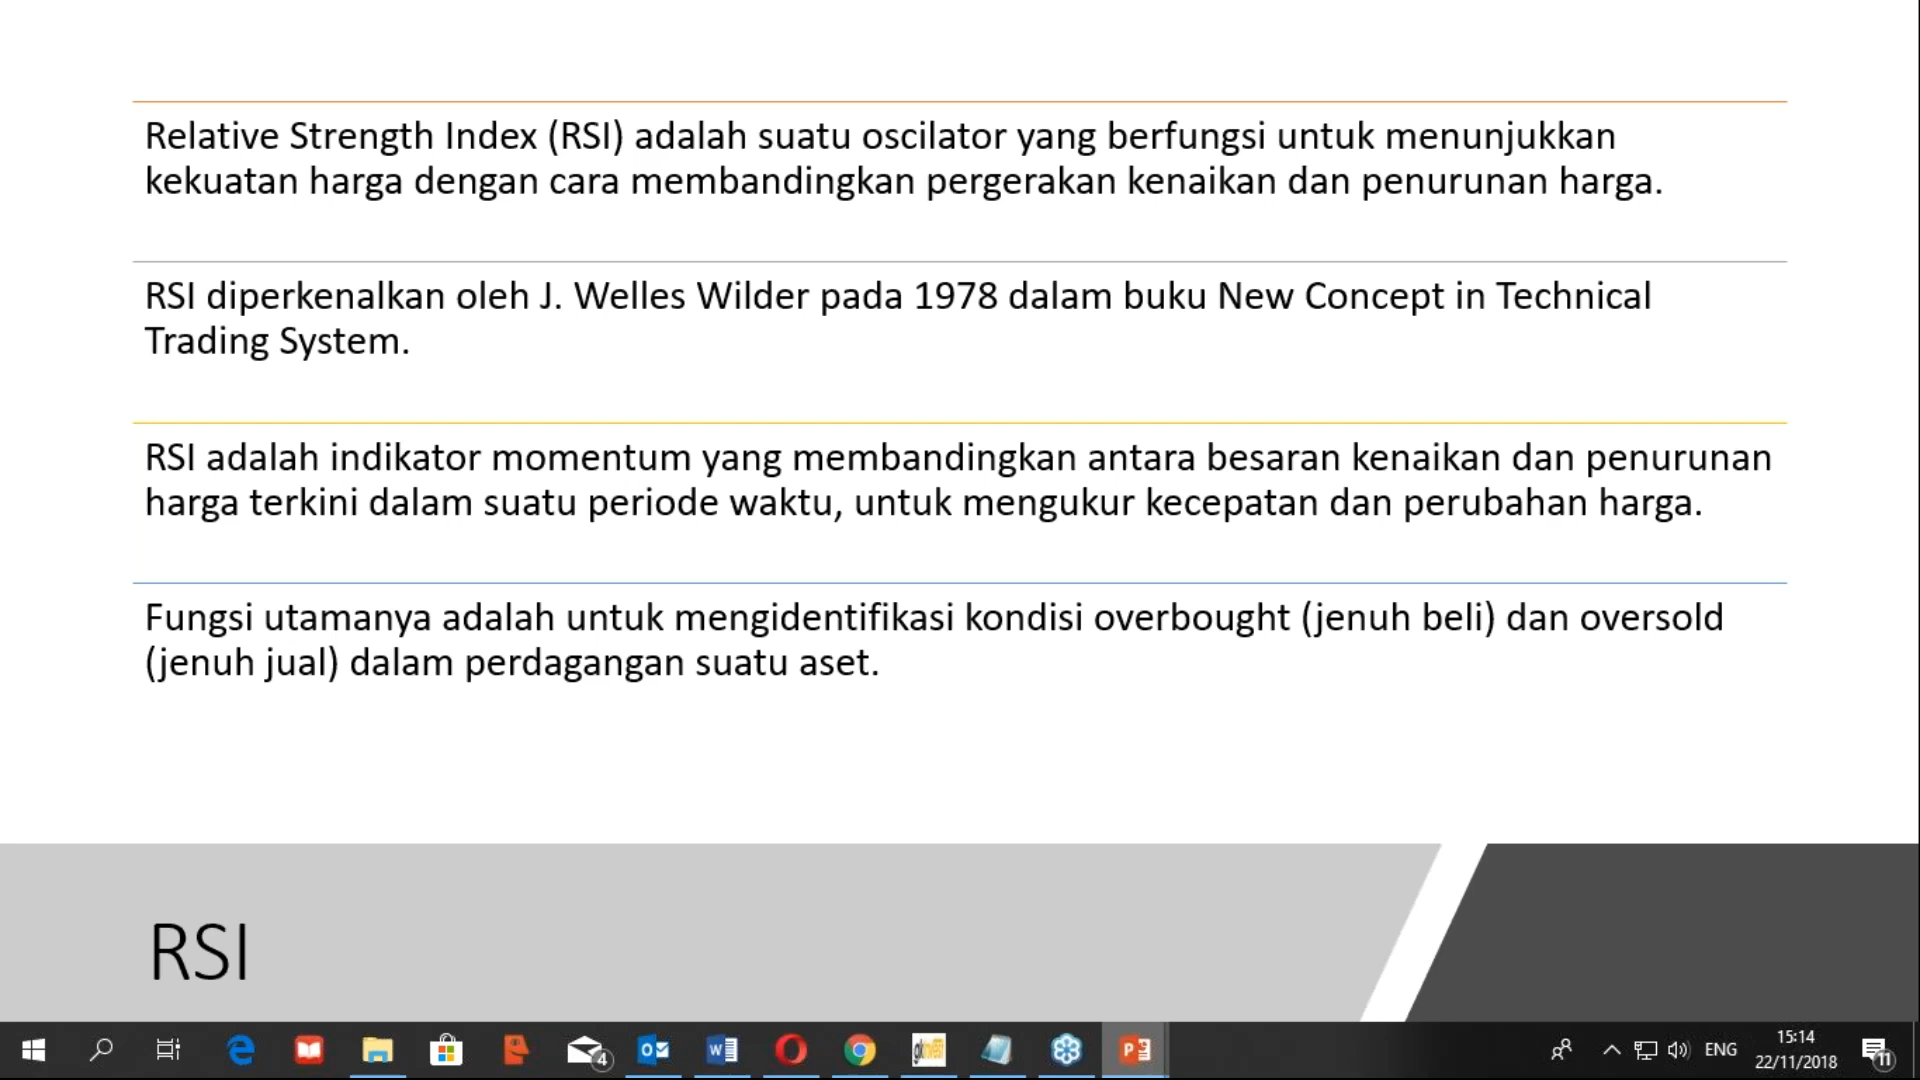 Relative Strength Index (RSI) adalah suatu oscilator yang berfungsi untuk menunjukkan
kekuatan harga dengan cara membandingkan pergerakan kenaikan dan penurunan harga.
RSI diperkenalkan oleh J. Welles Wilder pada 1978 dalam buku New Concept in Technical
Trading System.
RSI adalah indikator momentum yang membandingkan antara besaran kenaikan dan penurunan
harga terkini dalam suatu periode waktu, untuk mengukur kecepatan dan perubahan harga.
Fungsi utamanya adalah untuk mengidentifikasi kondisi overbought (jenuh beli) dan oversold
(jenuh jual) dalam perdagangan suatu aset.
RSI
4
gkinvest
ENG
15:14
22/11/2018
11